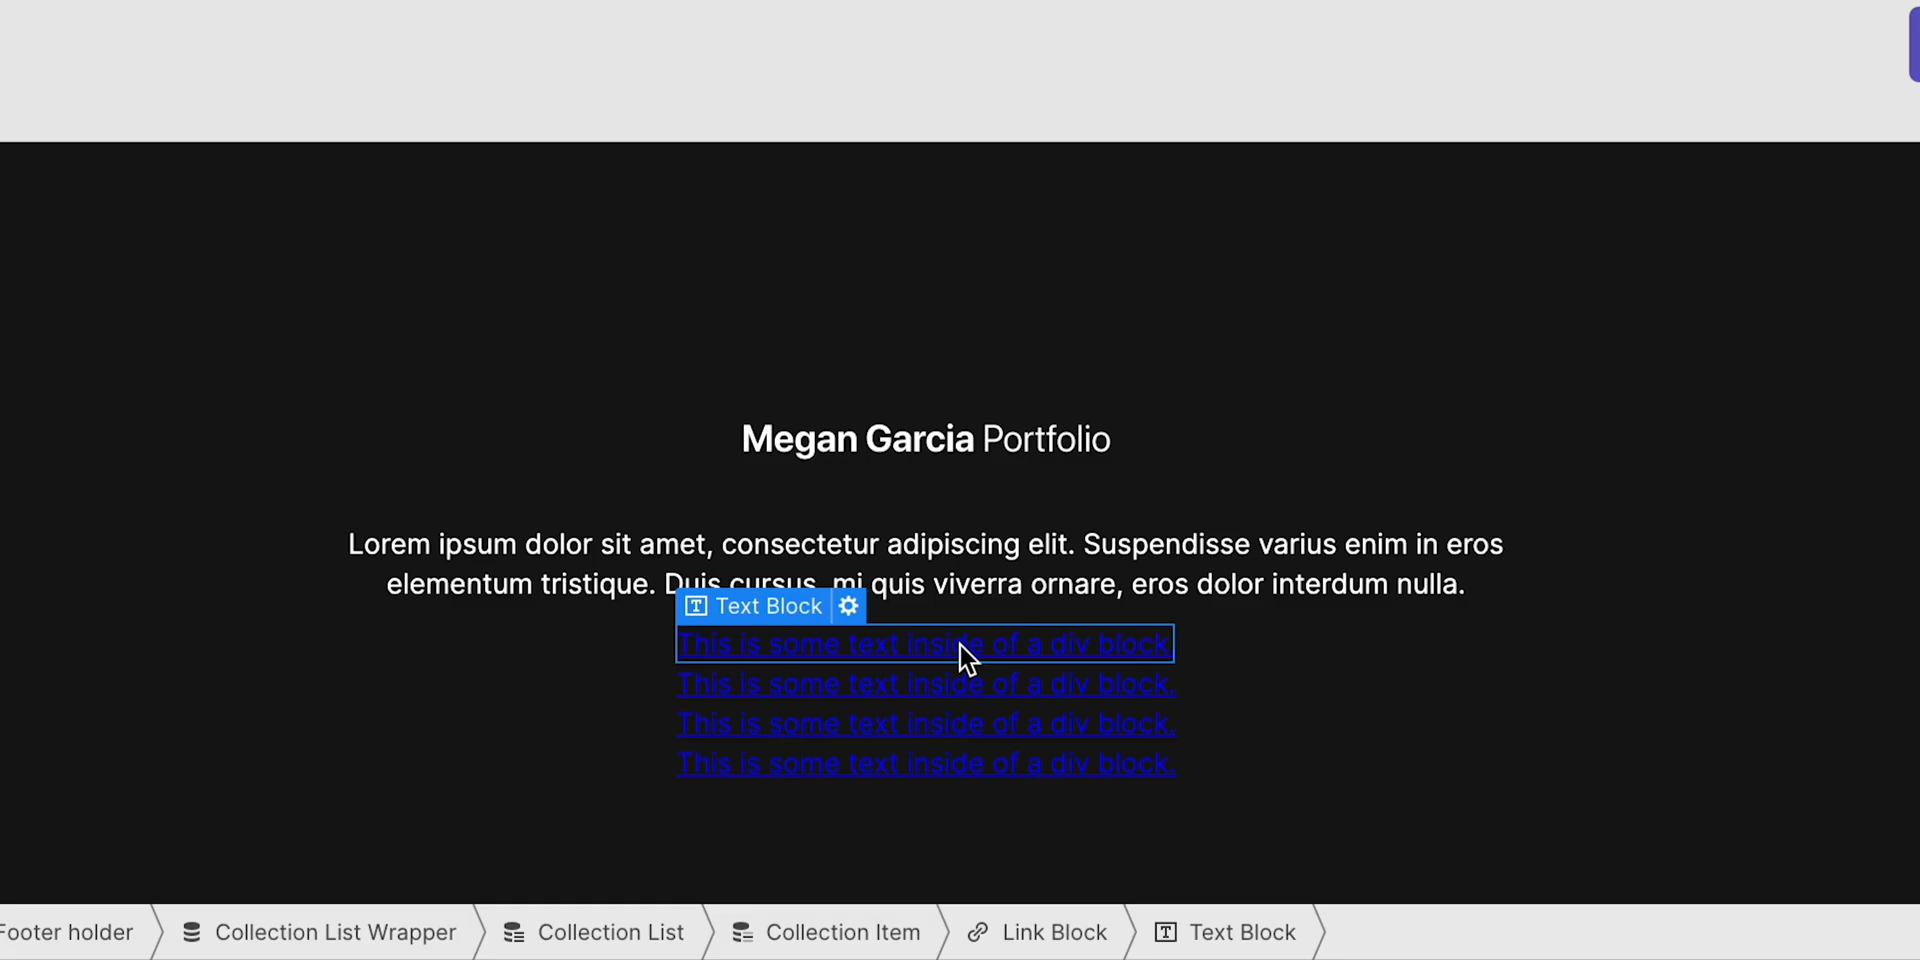 Megan Garcia Portfolio
Lorem ipsum dolor sit amet, consectetur adipiscing elit. Suspendisse varius enim in eros
elementum tristique. Duis cursus, mi quis viverra ornare, eros dolor interdum nulla.
Text Block
This is some text inside of a div block.
This is some text inside of a div block.
This is some text inside of a div block.
This is some text inside of a div block.
Footer holder Collection List Wrapper Collection List Collection Item Link Block Text Block